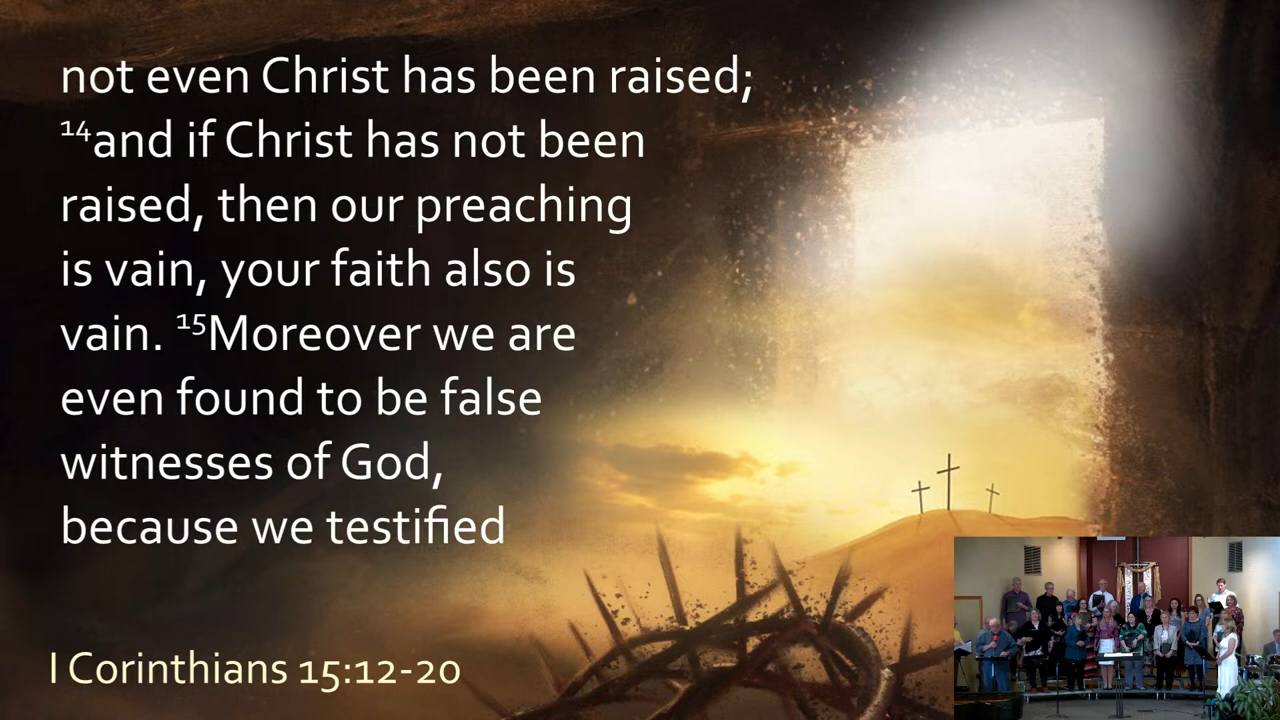 not even Christ has been raised;
¹⁴and if Christ has not been
raised, then our preaching
is vain, your faith also is
vain. ¹⁵Moreover we are
even found to be false
witnesses of God,
because we testified
I Corinthians 15:12-20